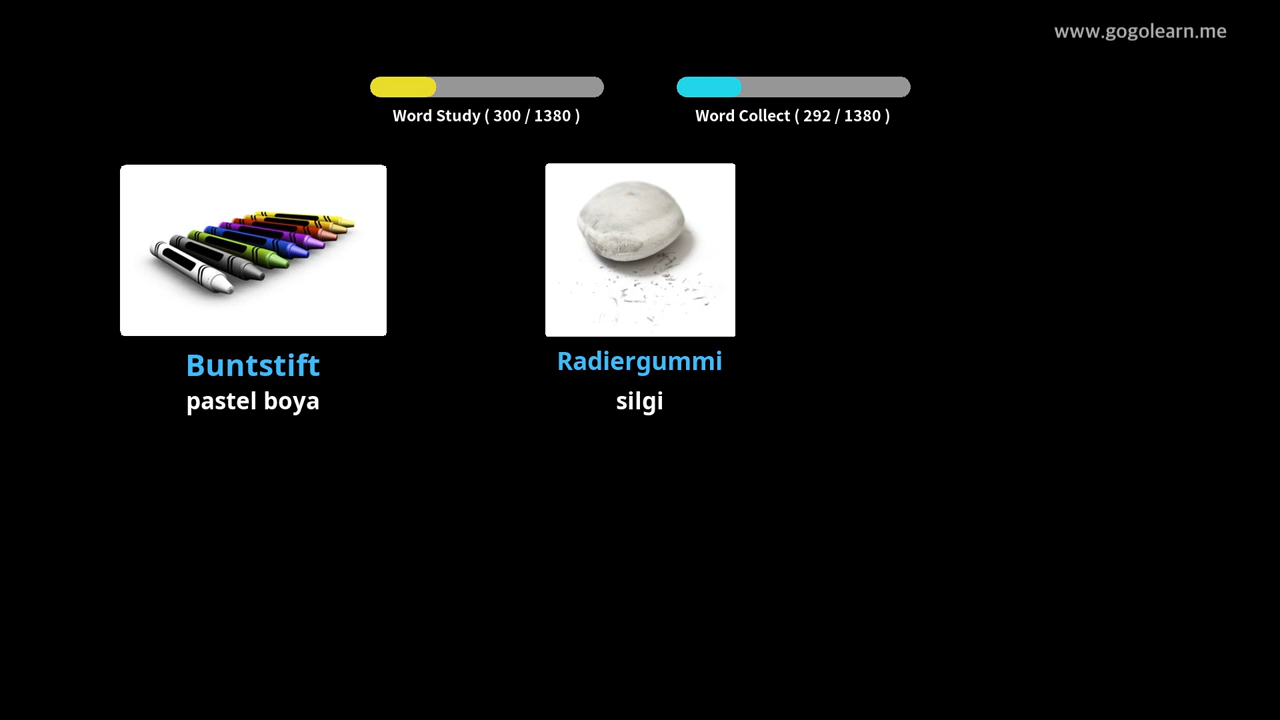 www.gogolearn.me
Word Study ( 300 / 1380 )
Word Collect ( 292 / 1380 )
Buntstift
pastel boya
Radiergummi
silgi